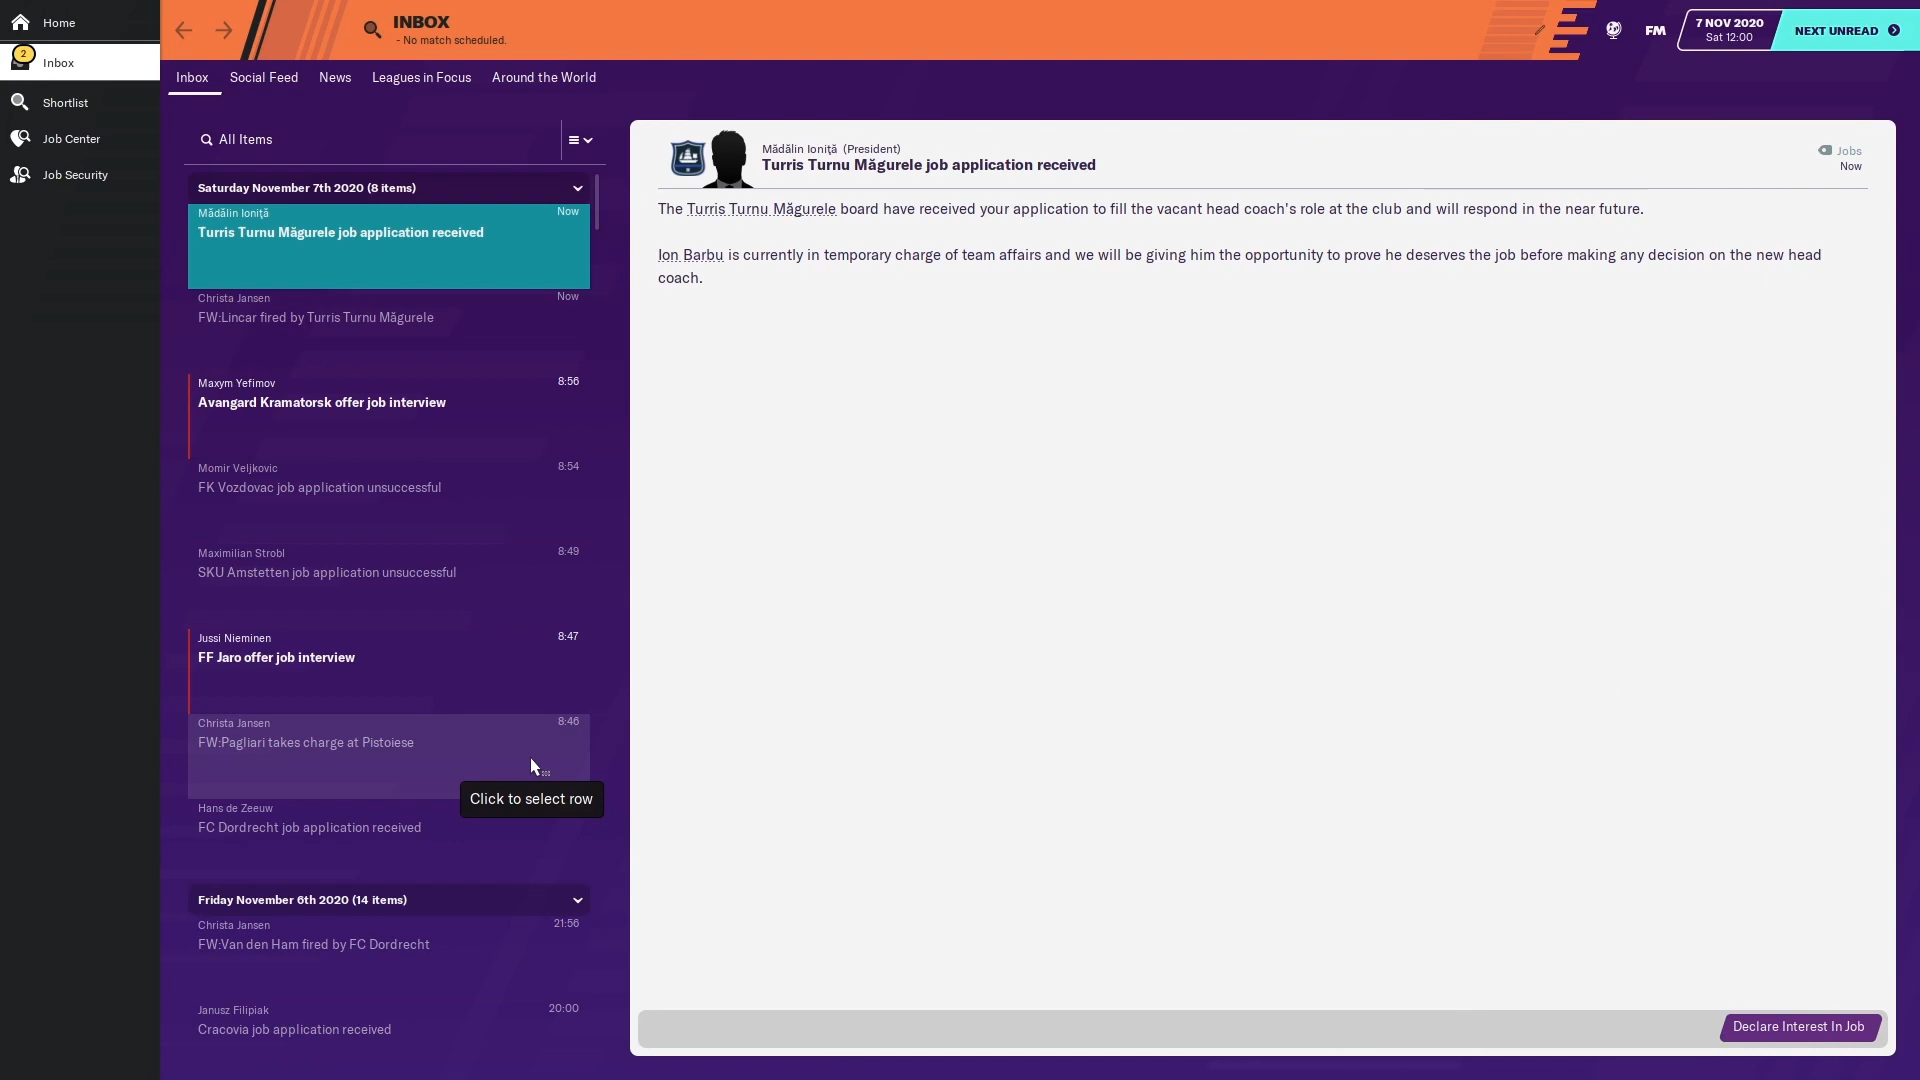 Home
2
Inbox
Shortlist
Job Center
Job Security
INBOX
- No match scheduled.
FM
7 NOV 2020
Sat 12:00
NEXT UNREAD
Inbox
Social Feed
News
Leagues in Focus
Around the World
All Items
Saturday November 7th 2020 (8 items)
Mădălin Ioniţă
Now
Turris Turnu Măgurele job application received
Christa Jansen
Now
FW:Lincar fired by Turris Turnu Măgurele
Maxym Yefimov
8:56
Avangard Kramatorsk offer job interview
Momir Veljkovic
8:54
FK Vozdovac job application unsuccessful
Maximilian Strobl
8:49
SKU Amstetten job application unsuccessful
Jussi Nieminen
8:47
FF Jaro offer job interview
Christa Jansen
8:46
FW:Pagliari takes charge at Pistoiese
Click to select row
Hans de Zeeuw
FC Dordrecht job application received
Friday November 6th 2020 (14 items)
Christa Jansen
21:56
FW:Van den Ham fired by FC Dordrecht
Janusz Filipiak
20:00
Cracovia job application received
Mădălin Ioniţă (President)
Turris Turnu Măgurele job application received
Jobs
Now
The Turris Turnu Măgurele board have received your application to fill the vacant head coach's role at the club and will respond in the near future.
Ion Barbu is currently in temporary charge of team affairs and we will be giving him the opportunity to prove he deserves the job before making any decision on the new head
coach.
Declare Interest In Job